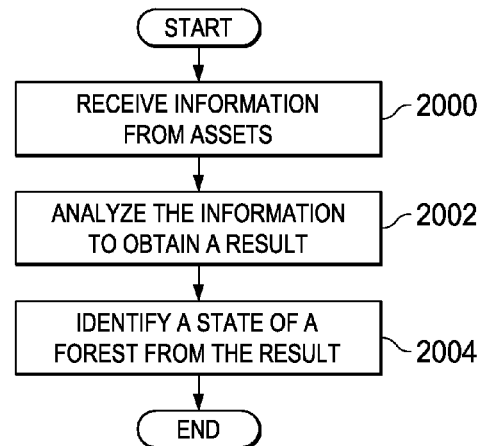 START
RECEIVE INFORMATION
FROM ASSETS
2000
ANALYZE THE INFORMATION
TO OBTAIN A RESULT
2002
IDENTIFY A STATE OF A
FOREST FROM THE RESULT
2004
END